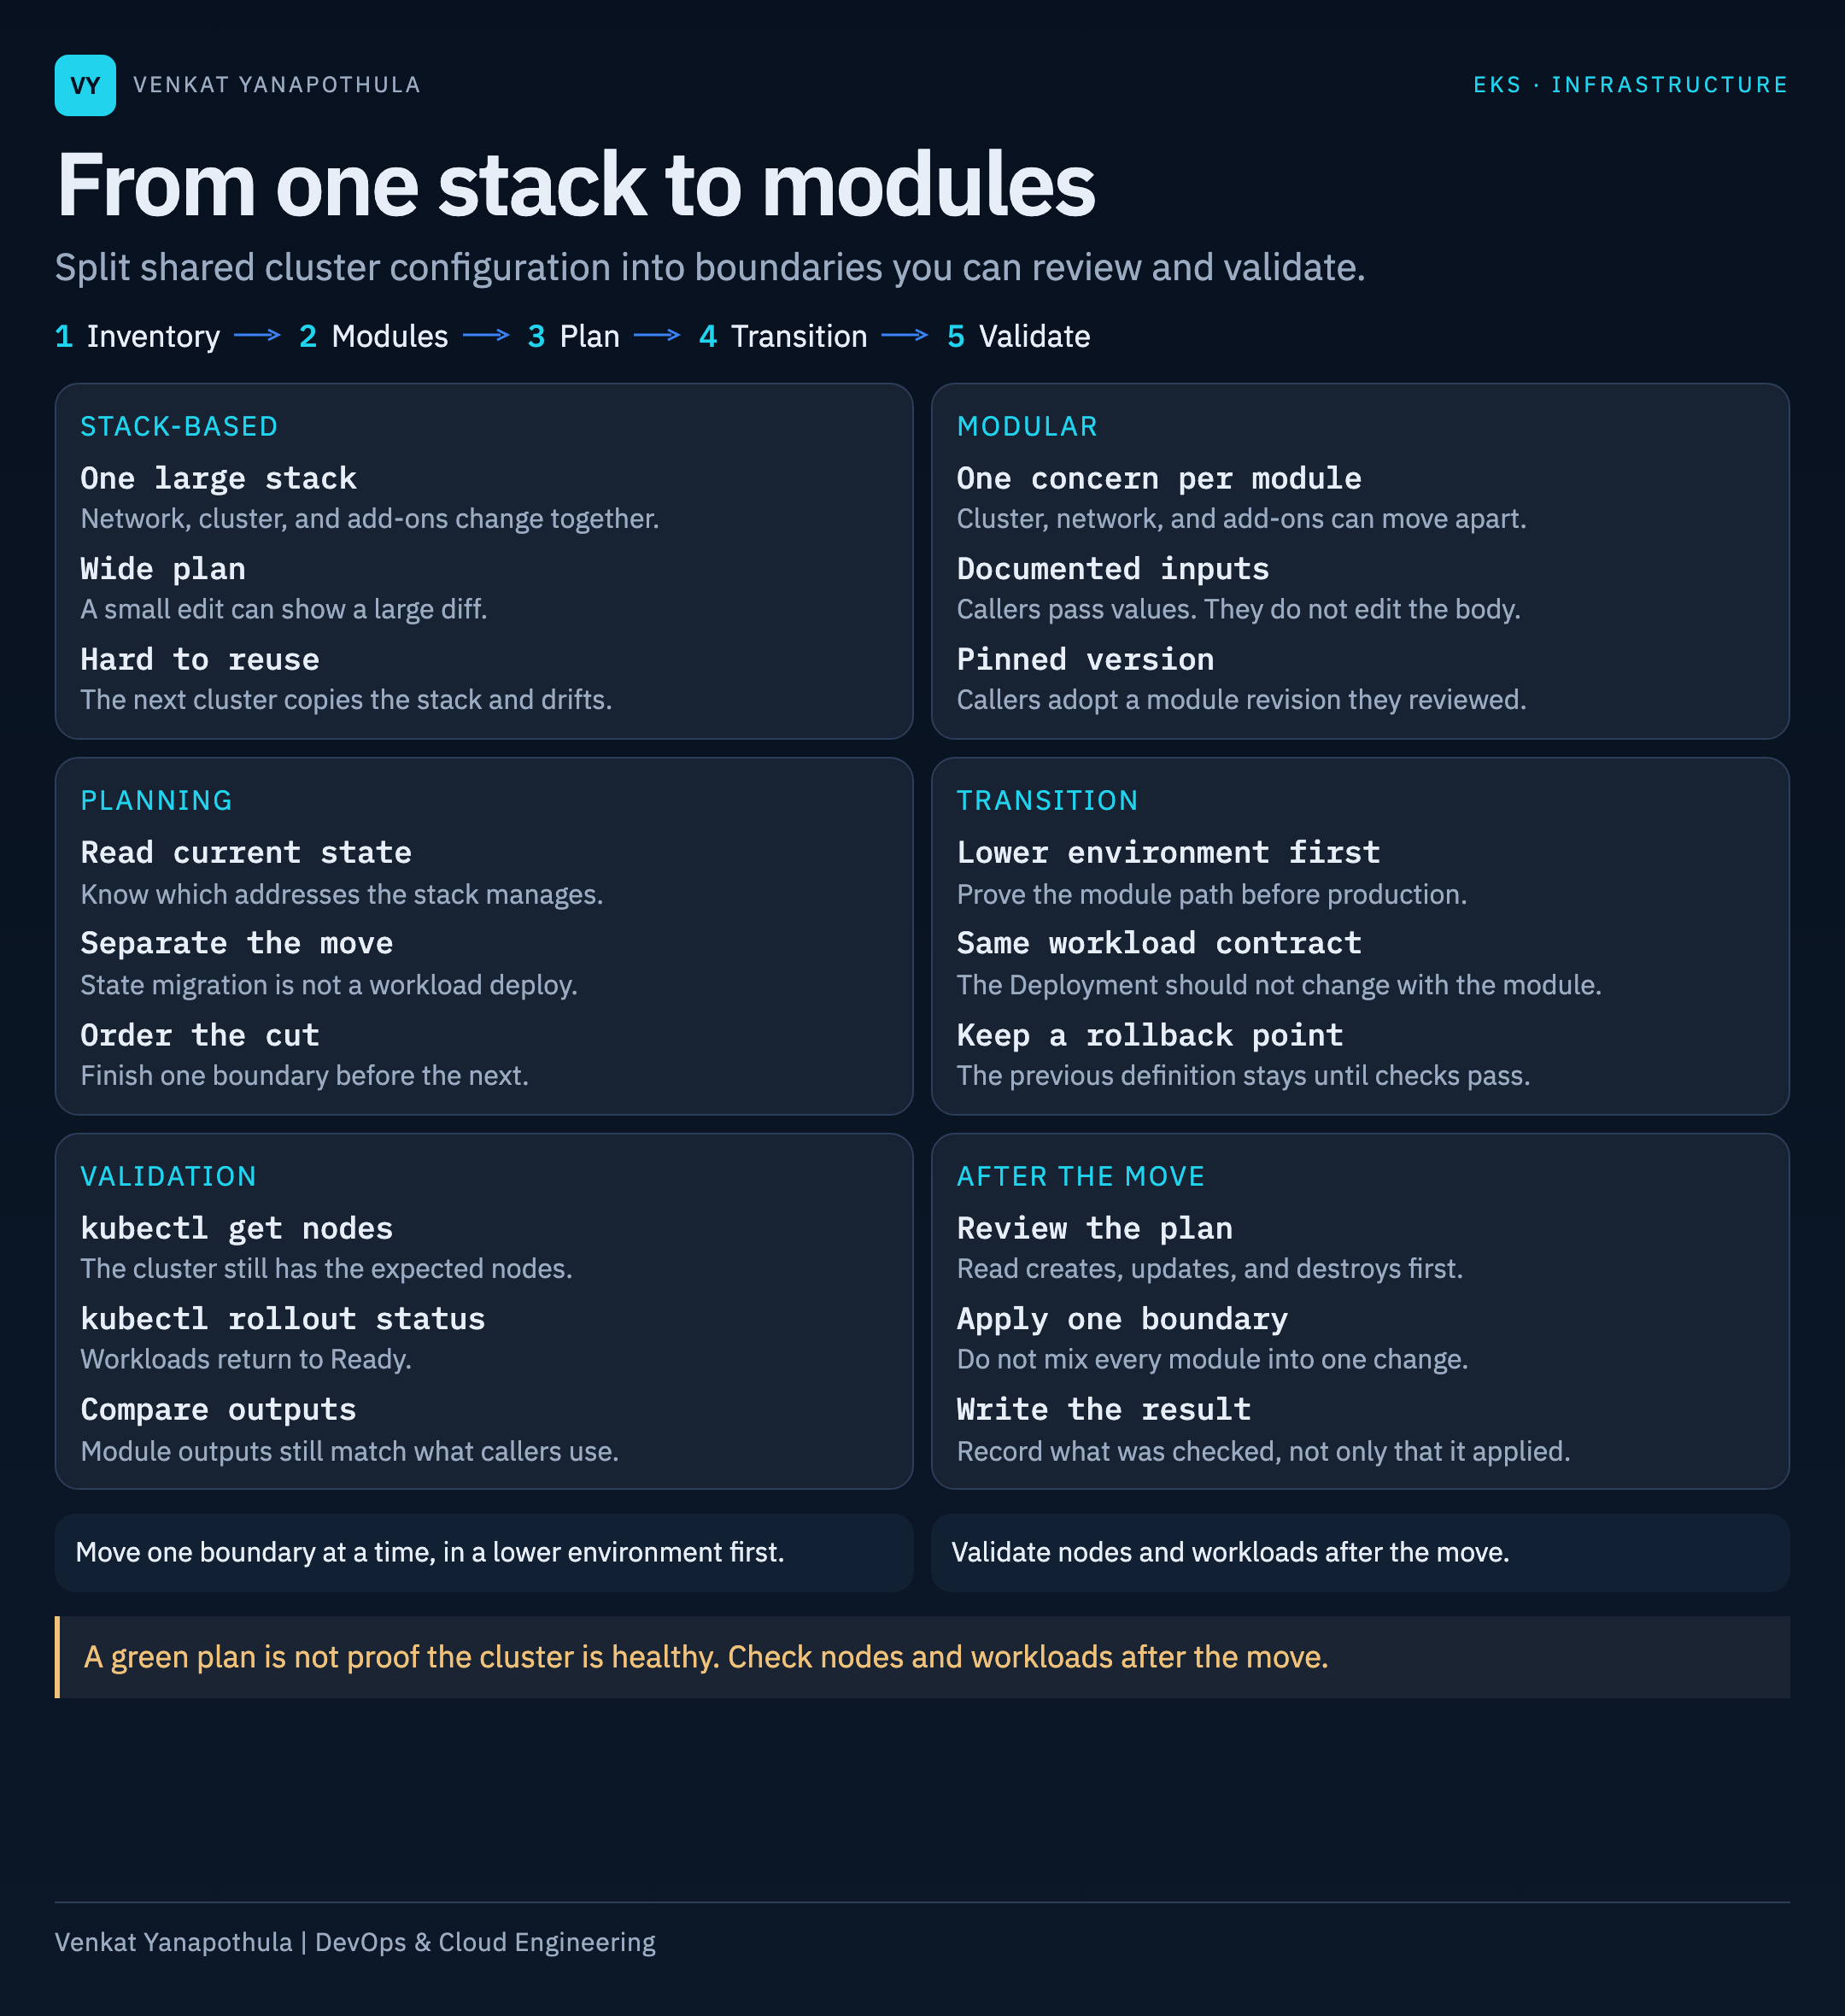 VY VENKAT YANAPOTHULA
EKS · INFRASTRUCTURE
From one stack to modules
Split shared cluster configuration into boundaries you can review and validate.
1 Inventory → 2 Modules → 3 Plan → 4 Transition → 5 Validate
STACK-BASED
One large stack
Network, cluster, and add-ons change together.
Wide plan
A small edit can show a large diff.
Hard to reuse
The next cluster copies the stack and drifts.
MODULAR
One concern per module
Cluster, network, and add-ons can move apart.
Documented inputs
Callers pass values. They do not edit the body.
Pinned version
Callers adopt a module revision they reviewed.
PLANNING
Read current state
Know which addresses the stack manages.
Separate the move
State migration is not a workload deploy.
Order the cut
Finish one boundary before the next.
TRANSITION
Lower environment first
Prove the module path before production.
Same workload contract
The Deployment should not change with the module.
Keep a rollback point
The previous definition stays until checks pass.
VALIDATION
kubectl get nodes
The cluster still has the expected nodes.
kubectl rollout status
Workloads return to Ready.
Compare outputs
Module outputs still match what callers use.
AFTER THE MOVE
Review the plan
Read creates, updates, and destroys first.
Apply one boundary
Do not mix every module into one change.
Write the result
Record what was checked, not only that it applied.
Move one boundary at a time, in a lower environment first.
Validate nodes and workloads after the move.
A green plan is not proof the cluster is healthy. Check nodes and workloads after the move.
Venkat Yanapothula | DevOps & Cloud Engineering